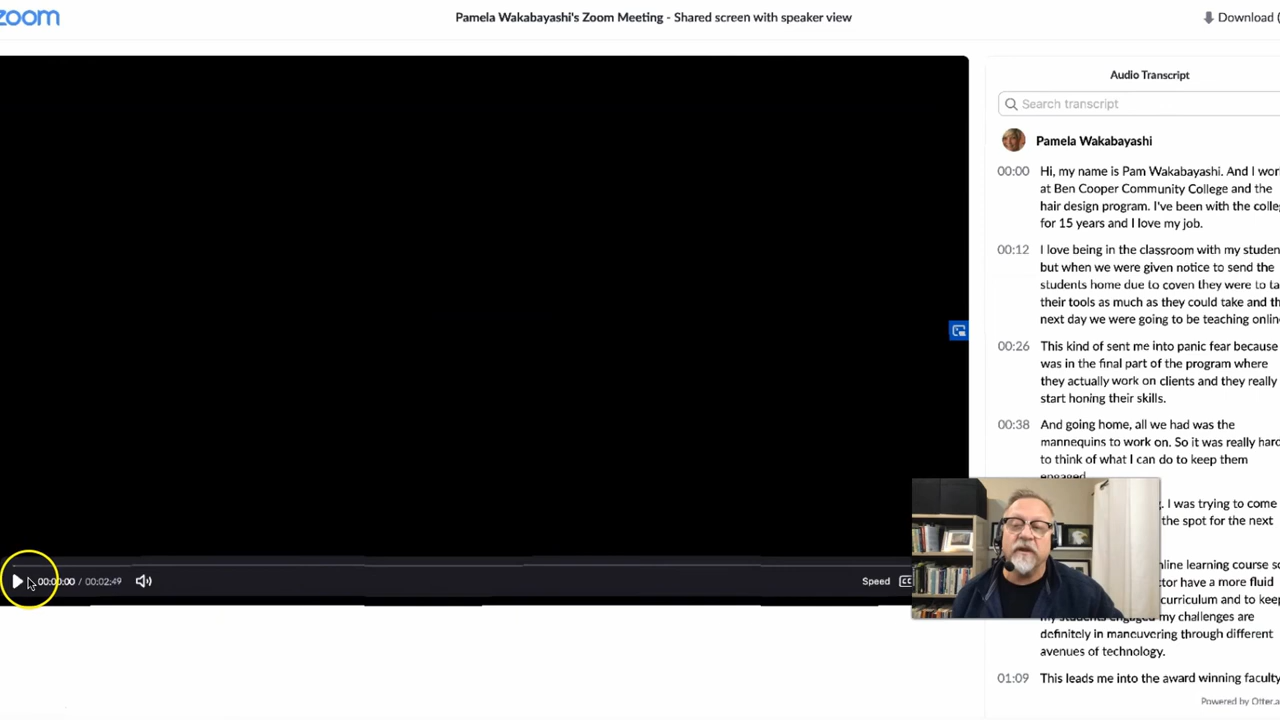 zoom
Pamela Wakabayashi's Zoom Meeting - Shared screen with speaker view
Download (
Audio Transcript
Search transcript
Pamela Wakabayashi
00:00 Hi, my name is Pam Wakabayashi. And I wor
at Ben Cooper Community College and the
hair design program. I've been with the colleg
for 15 years and I love my job.
00:12 I love being in the classroom with my studen
but when we were given notice to send the
students home due to coven they were to ta
their tools as much as they could take and th
next day we were going to be teaching onlin
00:26 This kind of sent me into panic fear because
was in the final part of the program where
they actually work on clients and they really
start honing their skills.
00:38 And going home, all we had was the
mannequins to work on. So it was really hard
to think of what I can do to keep them
engaged
. I was trying to come
the spot for the next
nline learning course so
tor have a more fluid
curriculum and to keep
my students engaged my challenges are
definitely in maneuvering through different
avenues of technology.
01:09 This leads me into the award winning faculty
00:00:00 / 00:02:49
Speed
CC
Powered by Otter.a